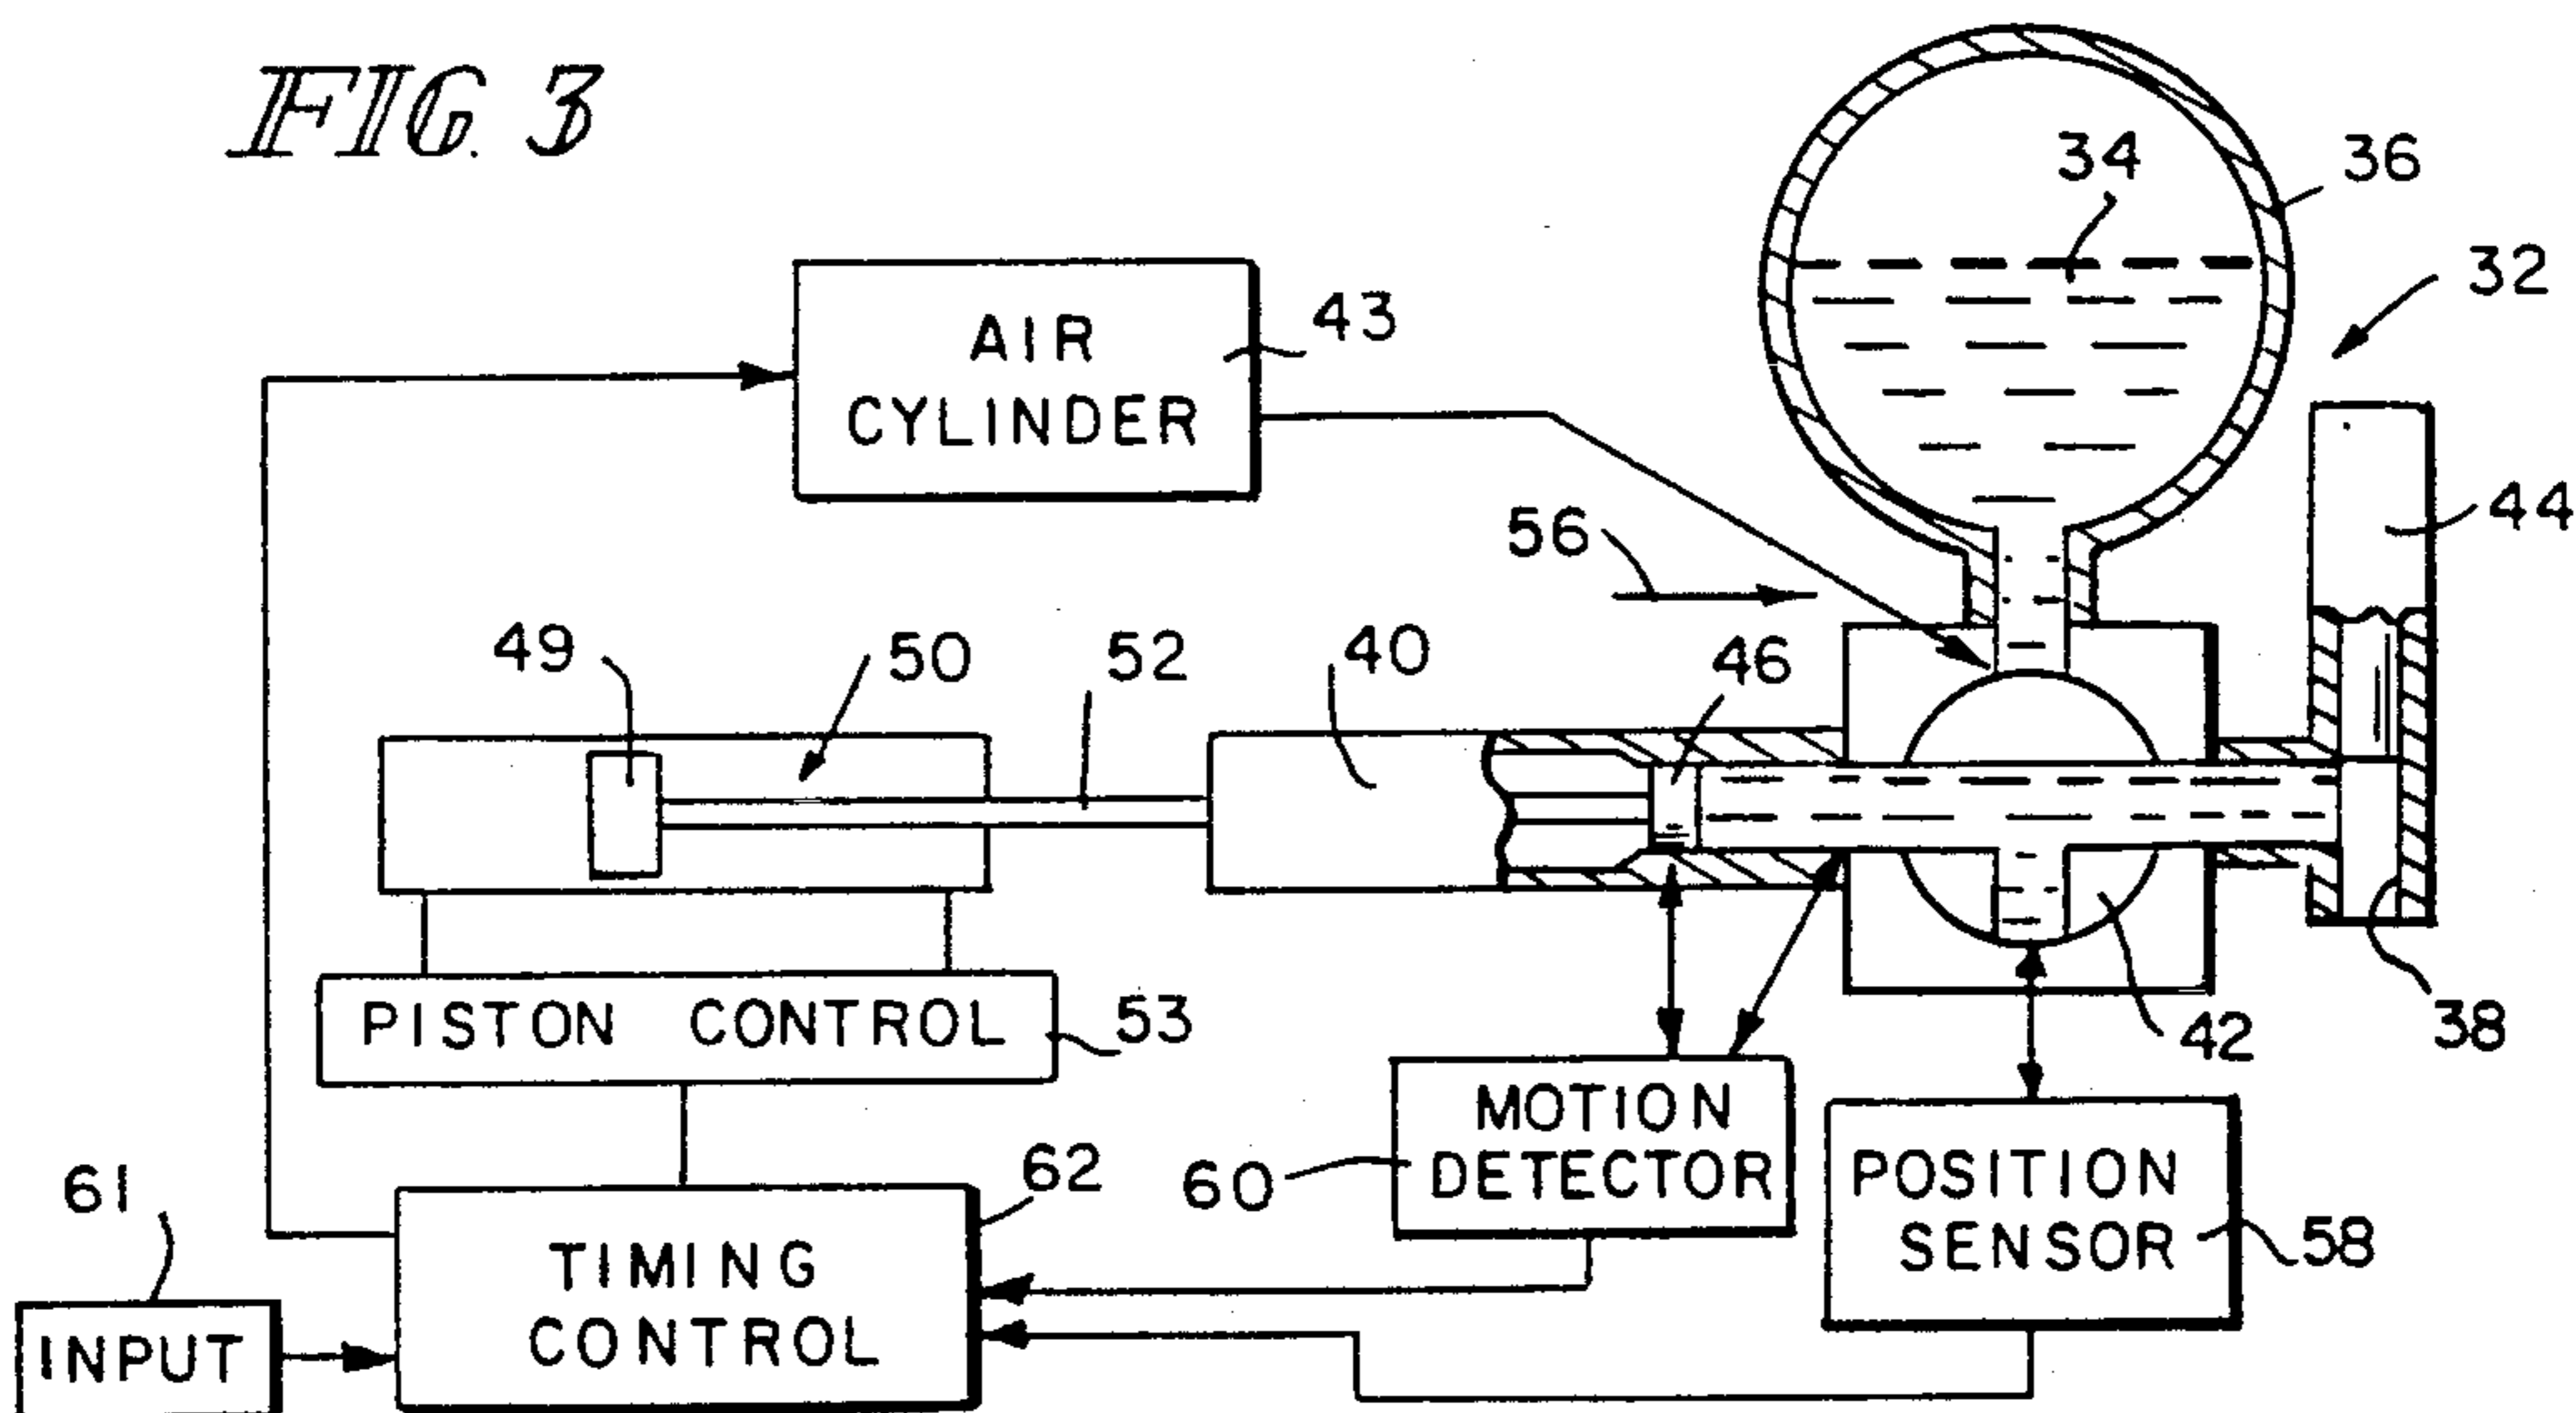 FIG. 3
34
36
32
AIR
CYLINDER
43
44
56
49
50
52
40
46
PISTON CONTROL
53
42
38
MOTION
DETECTOR
60
POSITION
SENSOR
58
61
62
TIMING
CONTROL
INPUT